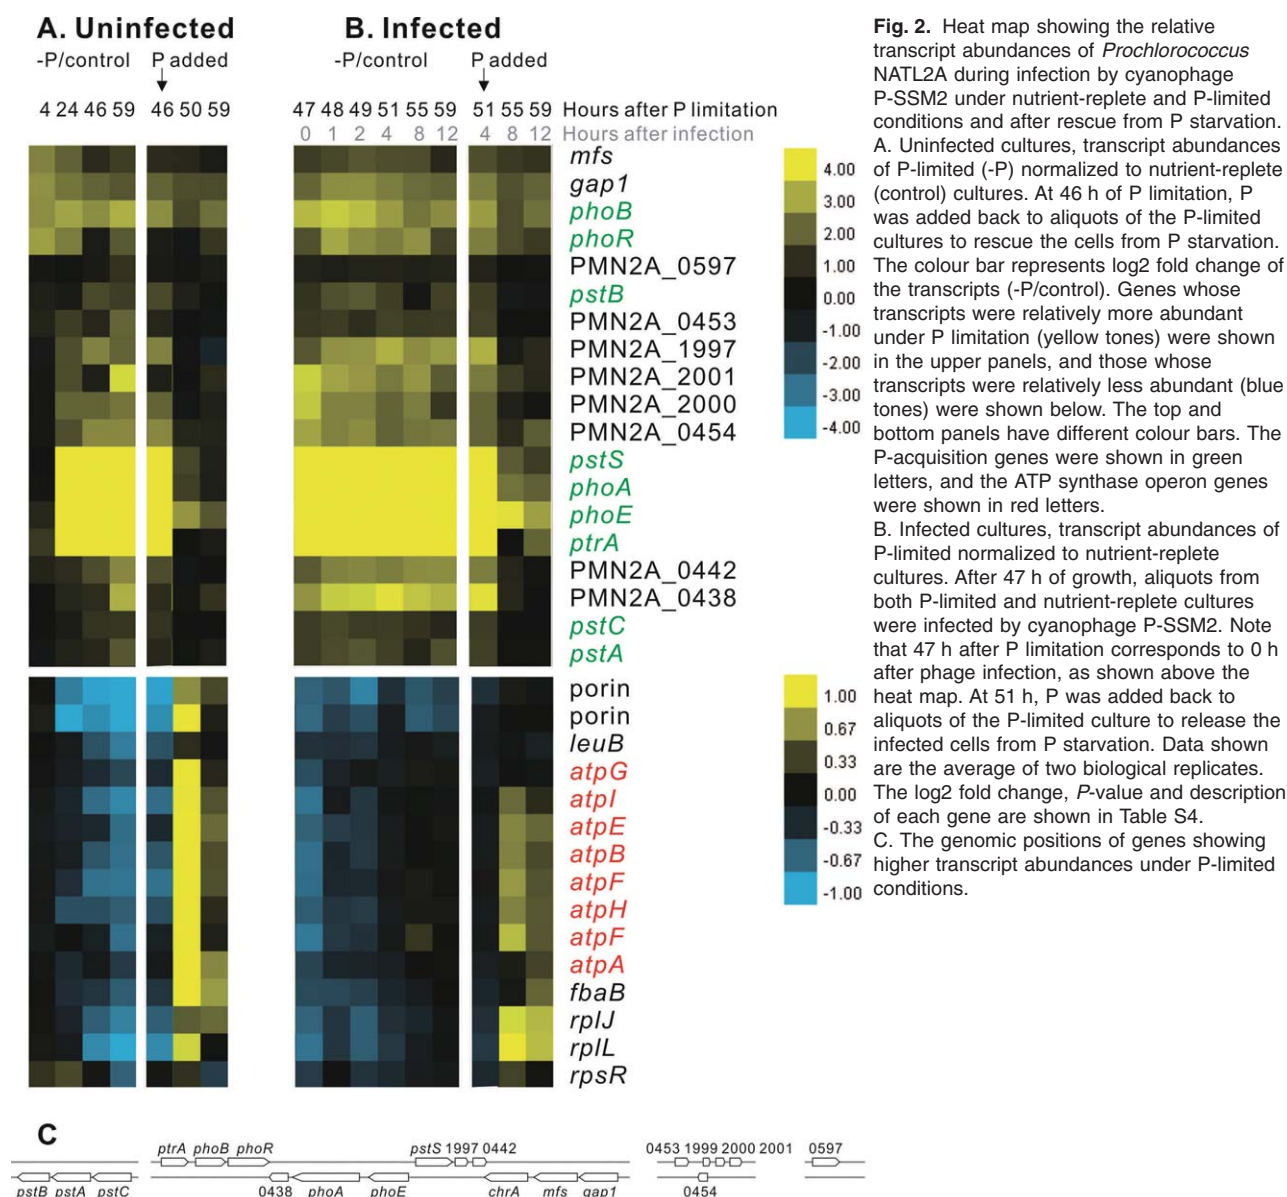 A. Uninfected
-P/control
P added
4 24 46 59
46 50 59
B. Infected
-P/control
P added
47 48 49 51 55 59
51 55 59
Hours after P limitation
0 1 2 4 8 12
4 8 12
Hours after infection
mfs
gap1
phoB
phoR
PMN2A_0597
pstB
PMN2A_0453
PMN2A_1997
PMN2A_2001
PMN2A_2000
PMN2A_0454
pstS
phoA
phoE
ptrA
PMN2A_0442
PMN2A_0438
pstC
pstA
porin
porin
leuB
atpG
atpI
atpE
atpB
atpF
atpH
atpF
atpA
fbaB
rplJ
rplL
rpsR
4.00
3.00
2.00
1.00
0.00
-1.00
-2.00
-3.00
-4.00
1.00
0.67
0.33
0.00
-0.33
-0.67
-1.00
Fig. 2. Heat map showing the relative
transcript abundances of Prochlorococcus
NATL2A during infection by cyanophage
P-SSM2 under nutrient-replete and P-limited
conditions and after rescue from P starvation.
A. Uninfected cultures, transcript abundances
of P-limited (-P) normalized to nutrient-replete
(control) cultures. At 46 h of P limitation, P
was added back to aliquots of the P-limited
cultures to rescue the cells from P starvation.
The colour bar represents log2 fold change of
the transcripts (-P/control). Genes whose
transcripts were relatively more abundant
under P limitation (yellow tones) were shown
in the upper panels, and those whose
transcripts were relatively less abundant (blue
tones) were shown below. The top and
bottom panels have different colour bars. The
P-acquisition genes were shown in green
letters, and the ATP synthase operon genes
were shown in red letters.
B. Infected cultures, transcript abundances of
P-limited normalized to nutrient-replete
cultures. After 47 h of growth, aliquots from
both P-limited and nutrient-replete cultures
were infected by cyanophage P-SSM2. Note
that 47 h after P limitation corresponds to 0 h
after phage infection, as shown above the
heat map. At 51 h, P was added back to
aliquots of the P-limited culture to release the
infected cells from P starvation. Data shown
are the average of two biological replicates.
The log2 fold change, P-value and description
of each gene are shown in Table S4.
C. The genomic positions of genes showing
higher transcript abundances under P-limited
conditions.
C
ptrA phoB phoR pstS 1997 0442 0453 1999 2000 2001 0597
pstB pstA pstC 0438 phoA phoE chrA mfs gap1 0454